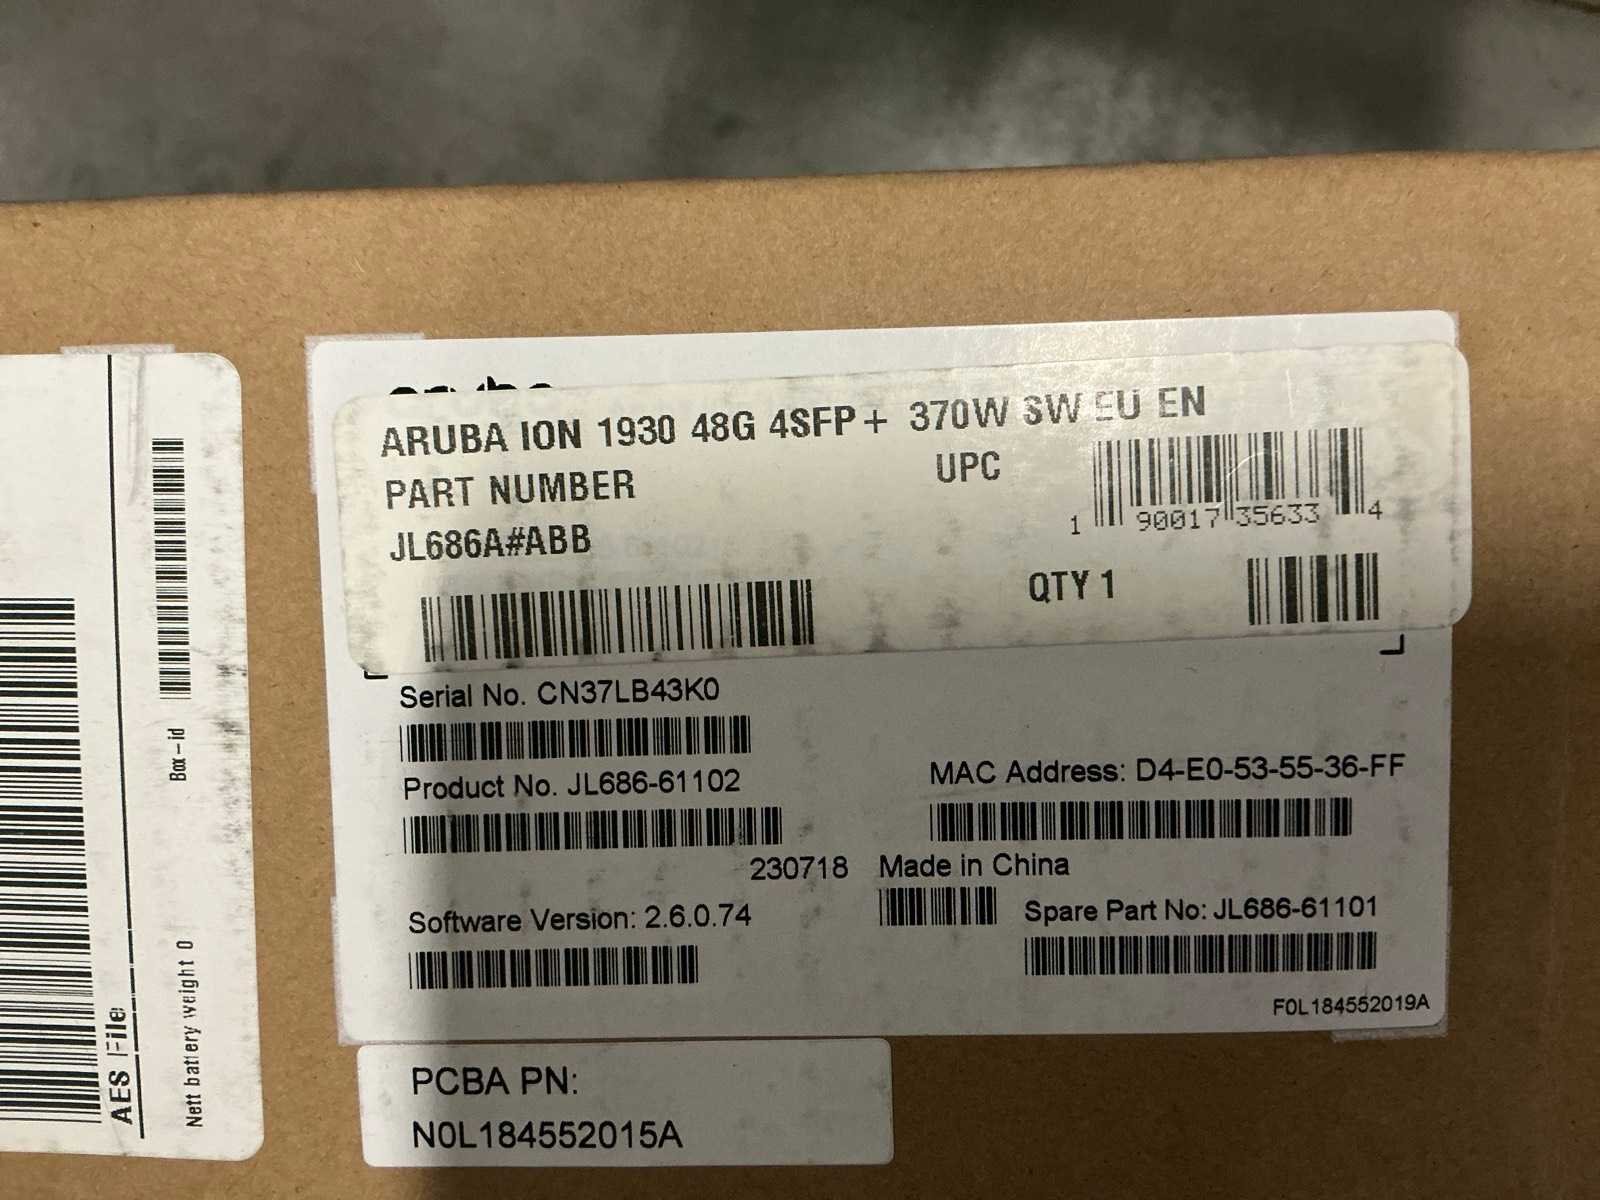 ARUBA ION 1930 48G 4SFP+ 370W SW EU EN
PART NUMBER
UPC
JL686A#ABB
1 90017 35633 4
QTY 1
Serial No. CN37LB43K0
Product No. JL686-61102
MAC Address: D4-E0-53-55-36-FF
230718 Made in China
Software Version: 2.6.0.74
Spare Part No: JL686-61101
F0L184552019A
PCBA PN:
N0L184552015A
AES File
Box-id
Nett battery weight 0